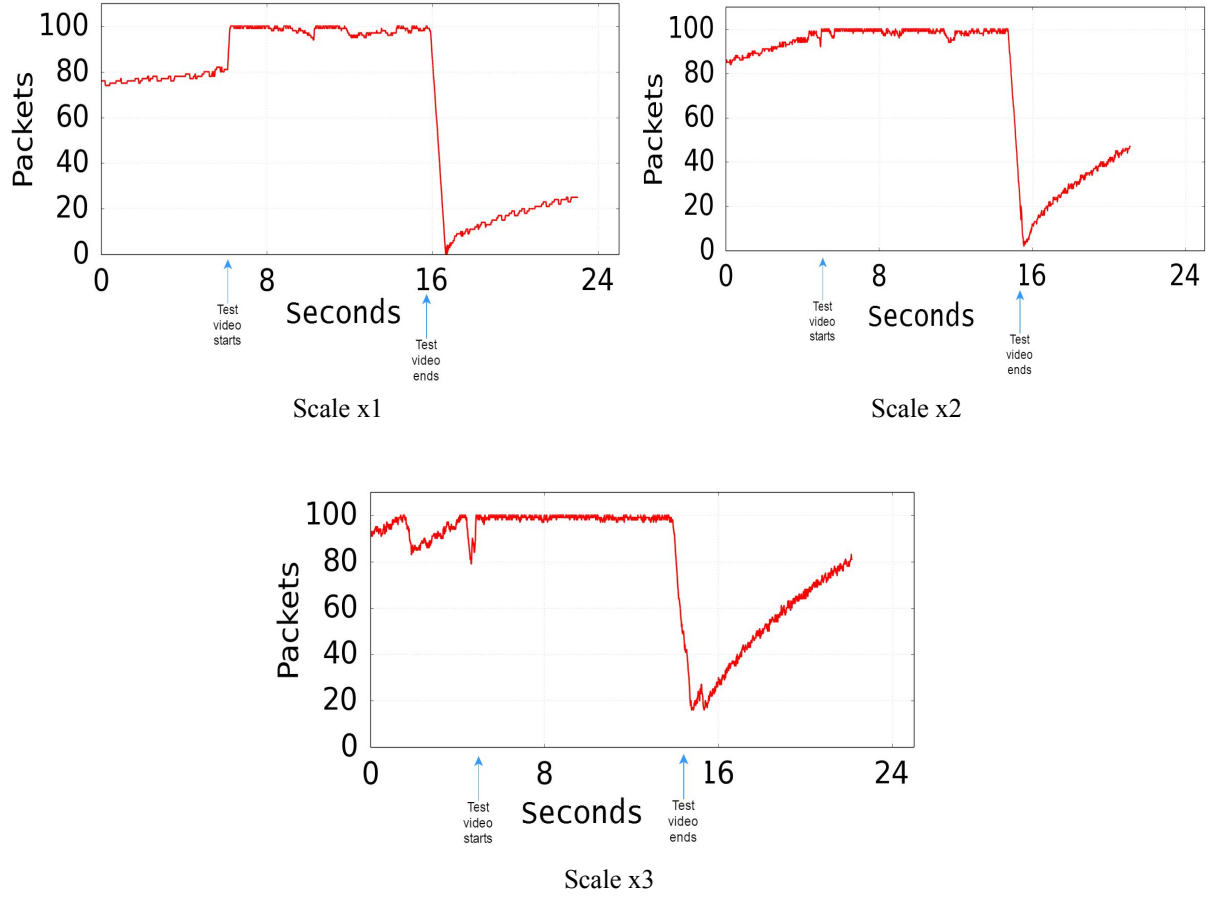 100
80
60
40
20
0
Packets
0 8 16 24
Seconds
Test
video
starts
Test
video
ends
Scale x1
100
80
60
40
20
0
Packets
0 8 16 24
Seconds
Test
video
starts
Test
video
ends
Scale x2
100
80
60
40
20
0
Packets
0 8 16 24
Seconds
Test
video
starts
Test
video
ends
Scale x3